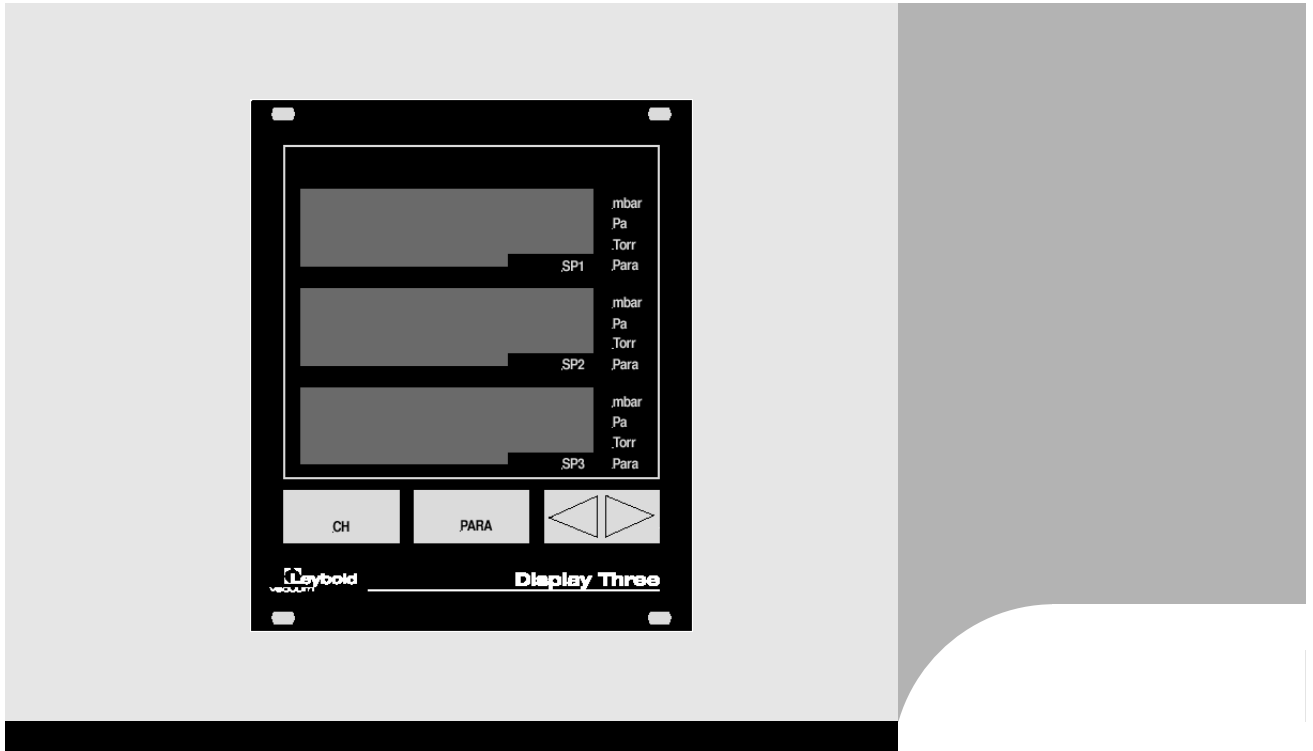 mbar
Pa
Torr
SP1 Para
mbar
Pa
Torr
SP2 Para
mbar
Pa
Torr
SP3 Para
CH PARA
Leybold Display Three
VACUUM